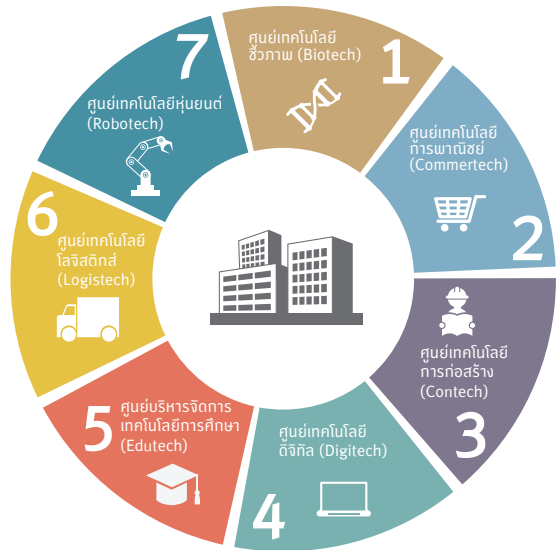 1
ศูนย์เทคโนโลยี
ชีวภาพ (Biotech)
2
ศูนย์เทคโนโลยี
การพาณิชย์
(Commertech)
3
ศูนย์เทคโนโลยี
การก่อสร้าง
(Contech)
4
ศูนย์เทคโนโลยี
ดิจิทัล (Digitech)
5
ศูนย์บริหารจัดการ
เทคโนโลยีการศึกษา
(Edutech)
6
ศูนย์เทคโนโลยี
โลจิสติกส์
(Logistech)
7
ศูนย์เทคโนโลยีหุ่นยนต์
(Robotech)